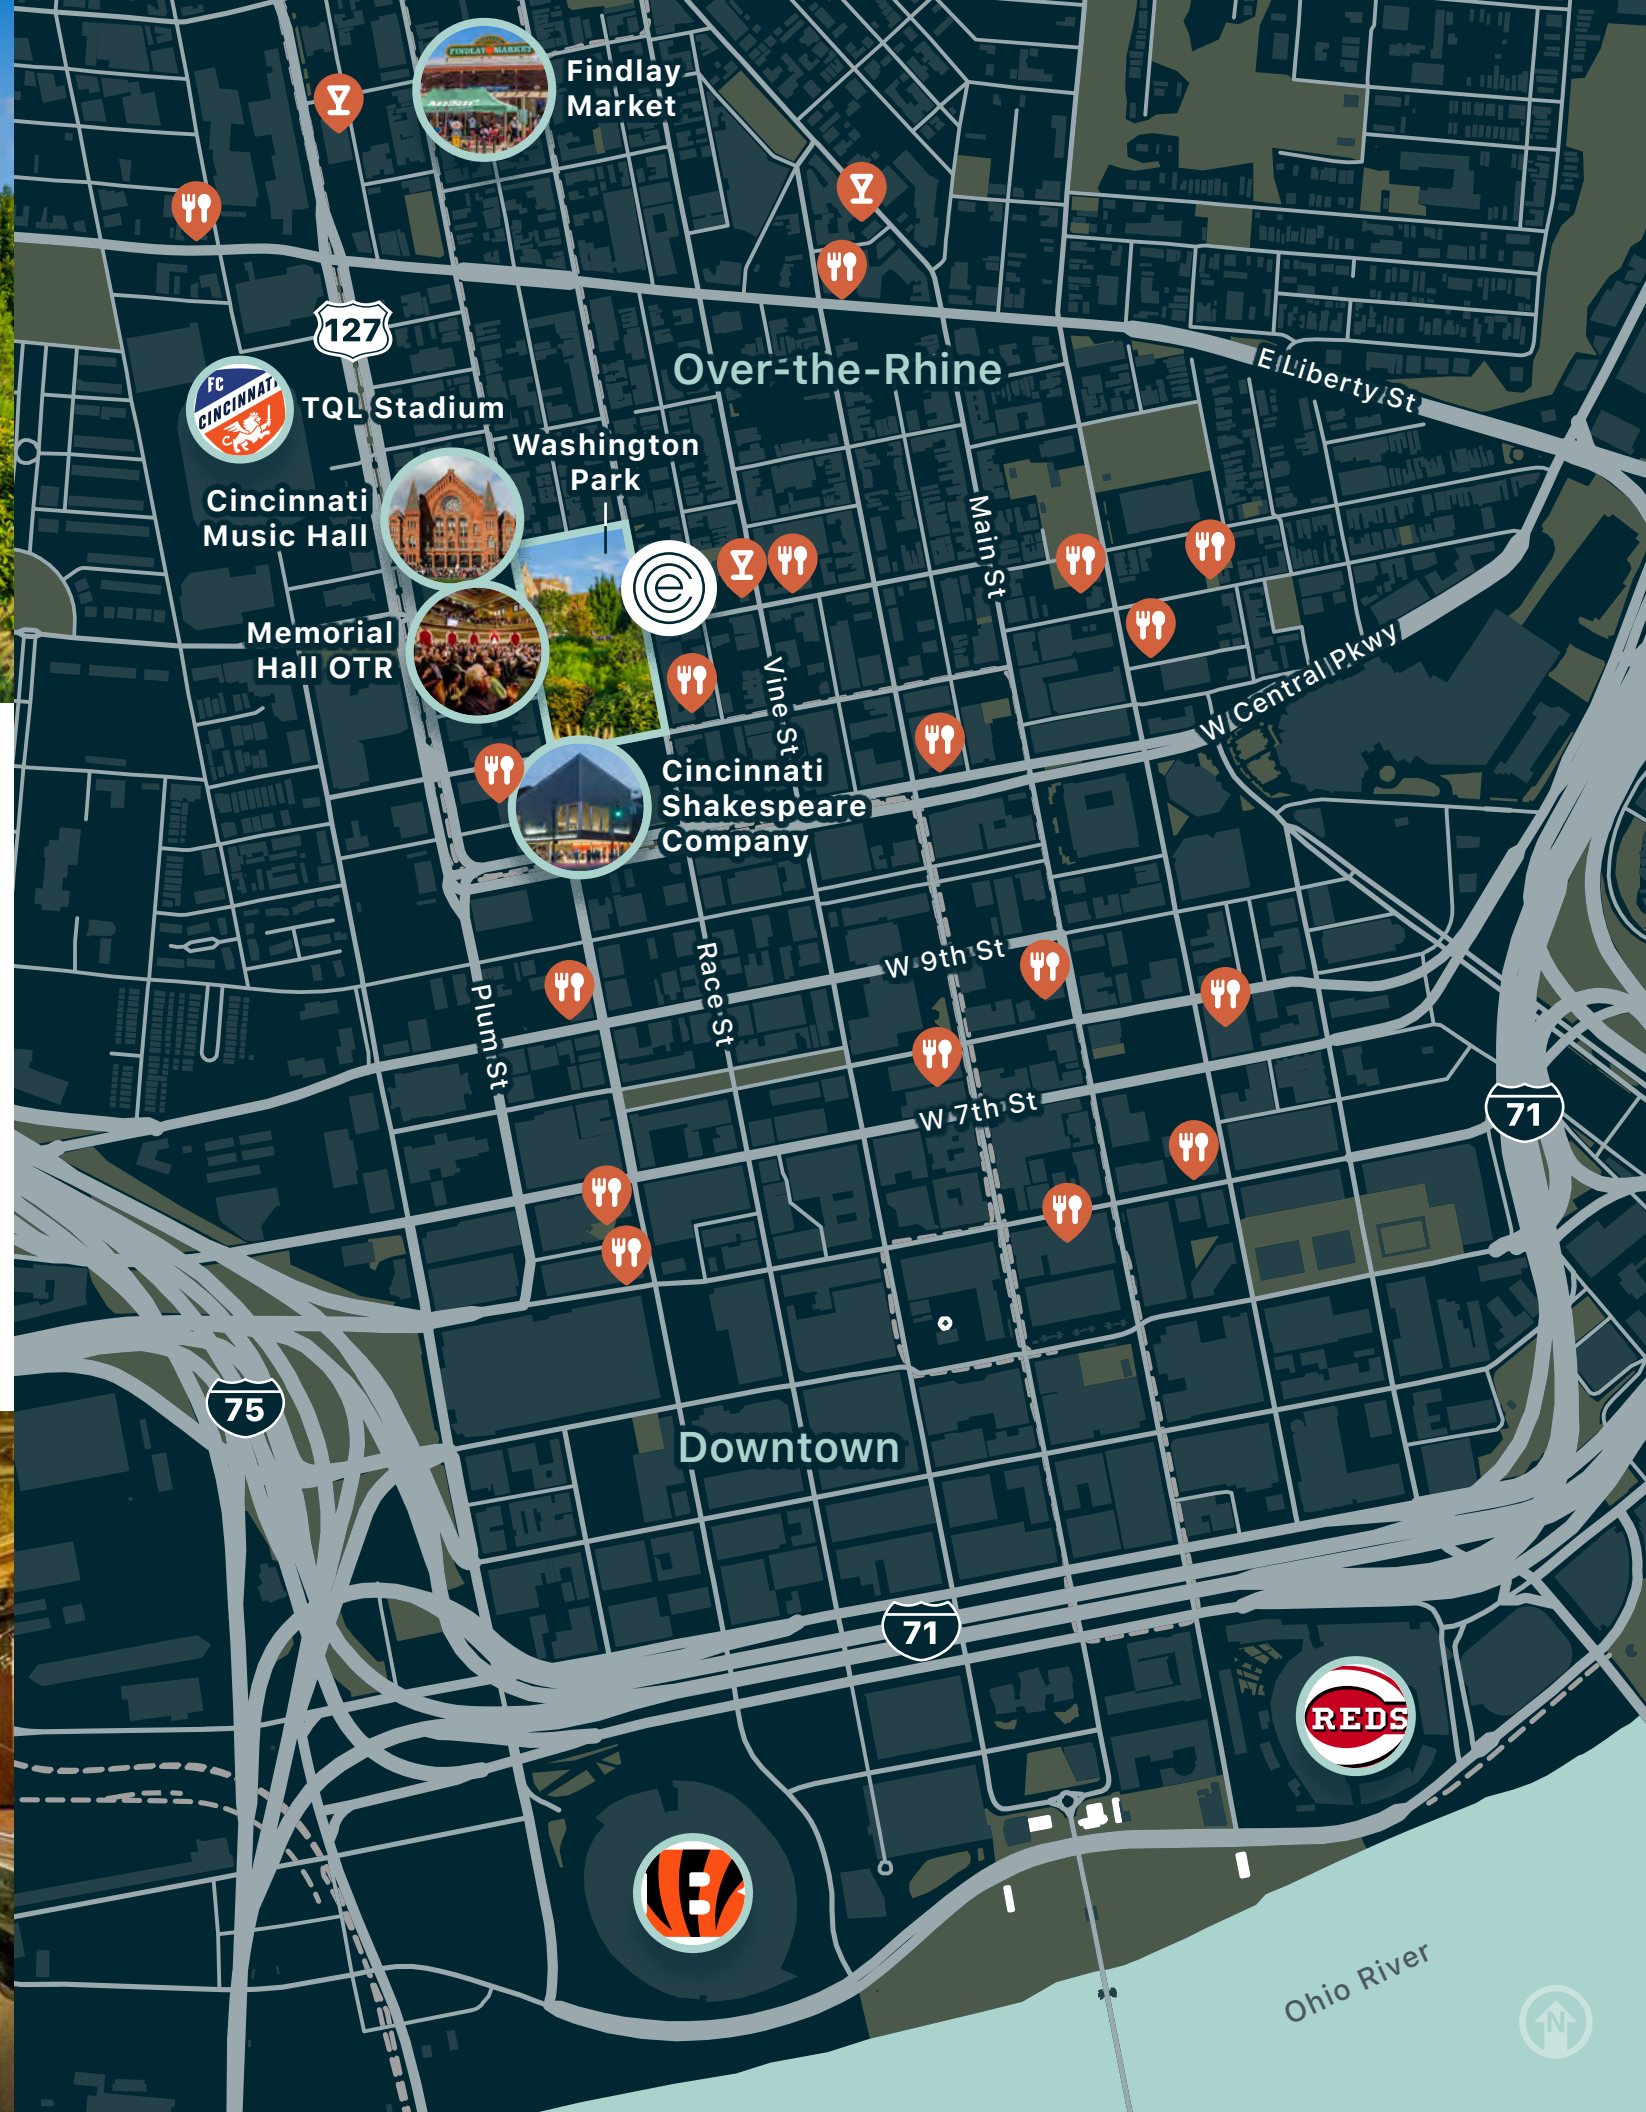 FINDLAY MARKET
Findlay
Market
127
Over-the-Rhine
E Liberty St
FC
CINCINNATI
TQL Stadium
Washington
Park
Cincinnati
Music Hall
Main St
Memorial
Hall OTR
W Central Pkwy
Vine St
Cincinnati
Shakespeare
Company
W 9th St
Race St
Plum St
W 7th St
71
75
Downtown
71
REDS
B
Ohio River
N